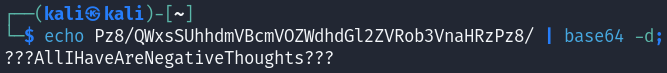 ┌──(kali㉿kali)-[~]
└─$ echo Pz8/QWxsSUhhdmVBcmVOZWdhdGl2ZVRob3VnaHRzPz8/ | base64 -d;
???AllIHaveAreNegativeThoughts???